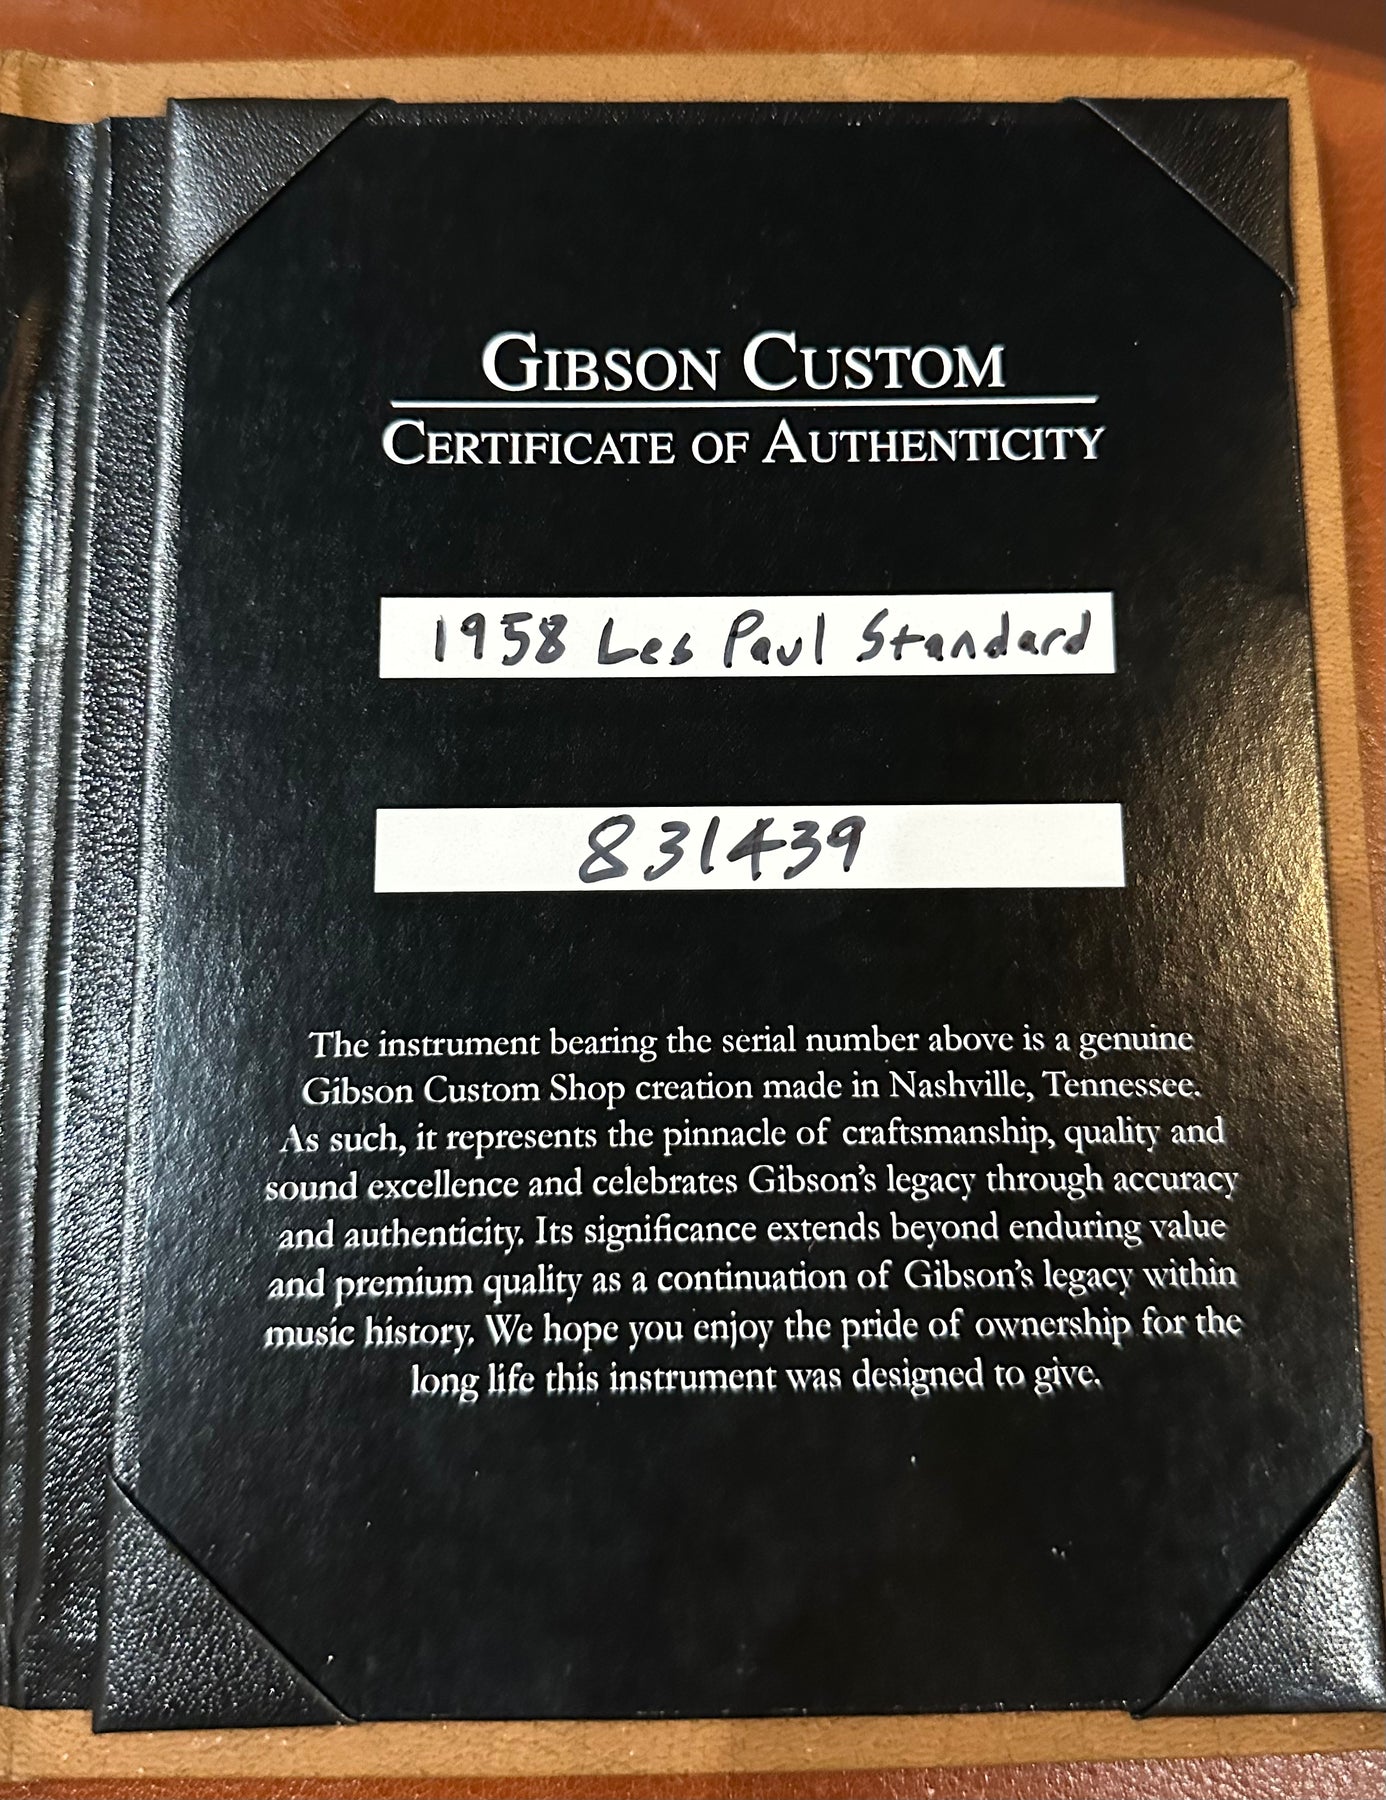 GIBSON CUSTOM
CERTIFICATE OF AUTHENTICITY
1958 Les Paul Standard
831439
The instrument bearing the serial number above is a genuine
Gibson Custom Shop creation made in Nashville, Tennessee.
As such, it represents the pinnacle of craftsmanship, quality and
sound excellence and celebrates Gibson's legacy through accuracy
and authenticity. Its significance extends beyond enduring value
and premium quality as a continuation of Gibson's legacy within
music history. We hope you enjoy the pride of ownership for the
long life this instrument was designed to give.